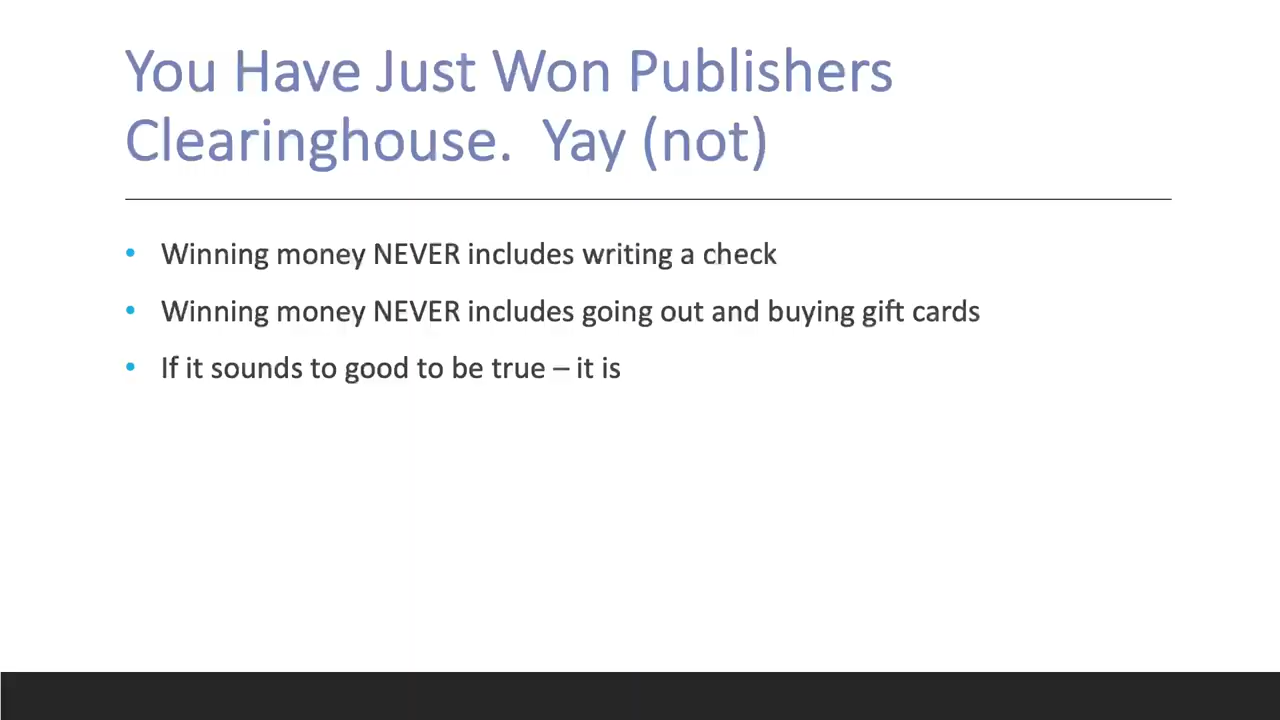 You Have Just Won Publishers
Clearinghouse.  Yay (not)
• Winning money NEVER includes writing a check
• Winning money NEVER includes going out and buying gift cards
• If it sounds to good to be true – it is